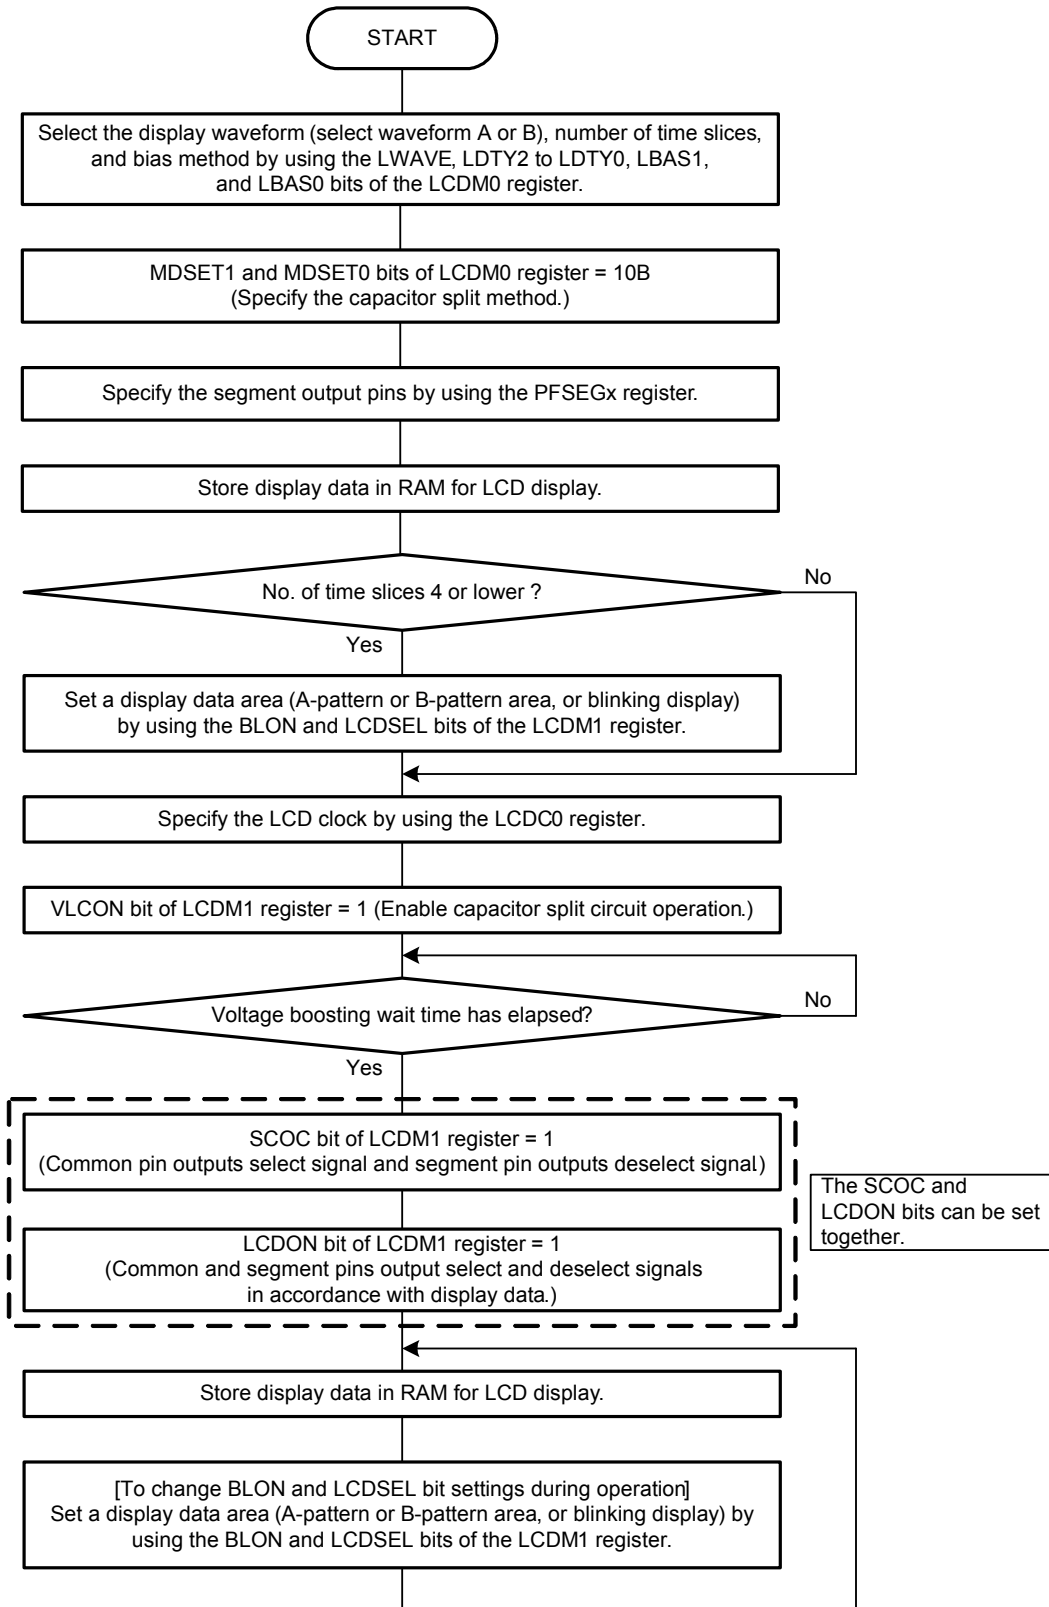 START
Select the display waveform (select waveform A or B), number of time slices,
and bias method by using the LWAVE, LDTY2 to LDTY0, LBAS1,
and LBAS0 bits of the LCDM0 register.
MDSET1 and MDSET0 bits of LCDM0 register = 10B
(Specify the capacitor split method.)
Specify the segment output pins by using the PFSEGx register.
Store display data in RAM for LCD display.
No. of time slices 4 or lower ?
No
Yes
Set a display data area (A-pattern or B-pattern area, or blinking display)
by using the BLON and LCDSEL bits of the LCDM1 register.
Specify the LCD clock by using the LCDC0 register.
VLCON bit of LCDM1 register = 1 (Enable capacitor split circuit operation.)
Voltage boosting wait time has elapsed?
No
Yes
SCOC bit of LCDM1 register = 1
(Common pin outputs select signal and segment pin outputs deselect signal.)
The SCOC and
LCDON bits can be set
together.
LCDON bit of LCDM1 register = 1
(Common and segment pins output select and deselect signals
in accordance with display data.)
Store display data in RAM for LCD display.
[To change BLON and LCDSEL bit settings during operation]
Set a display data area (A-pattern or B-pattern area, or blinking display) by
using the BLON and LCDSEL bits of the LCDM1 register.